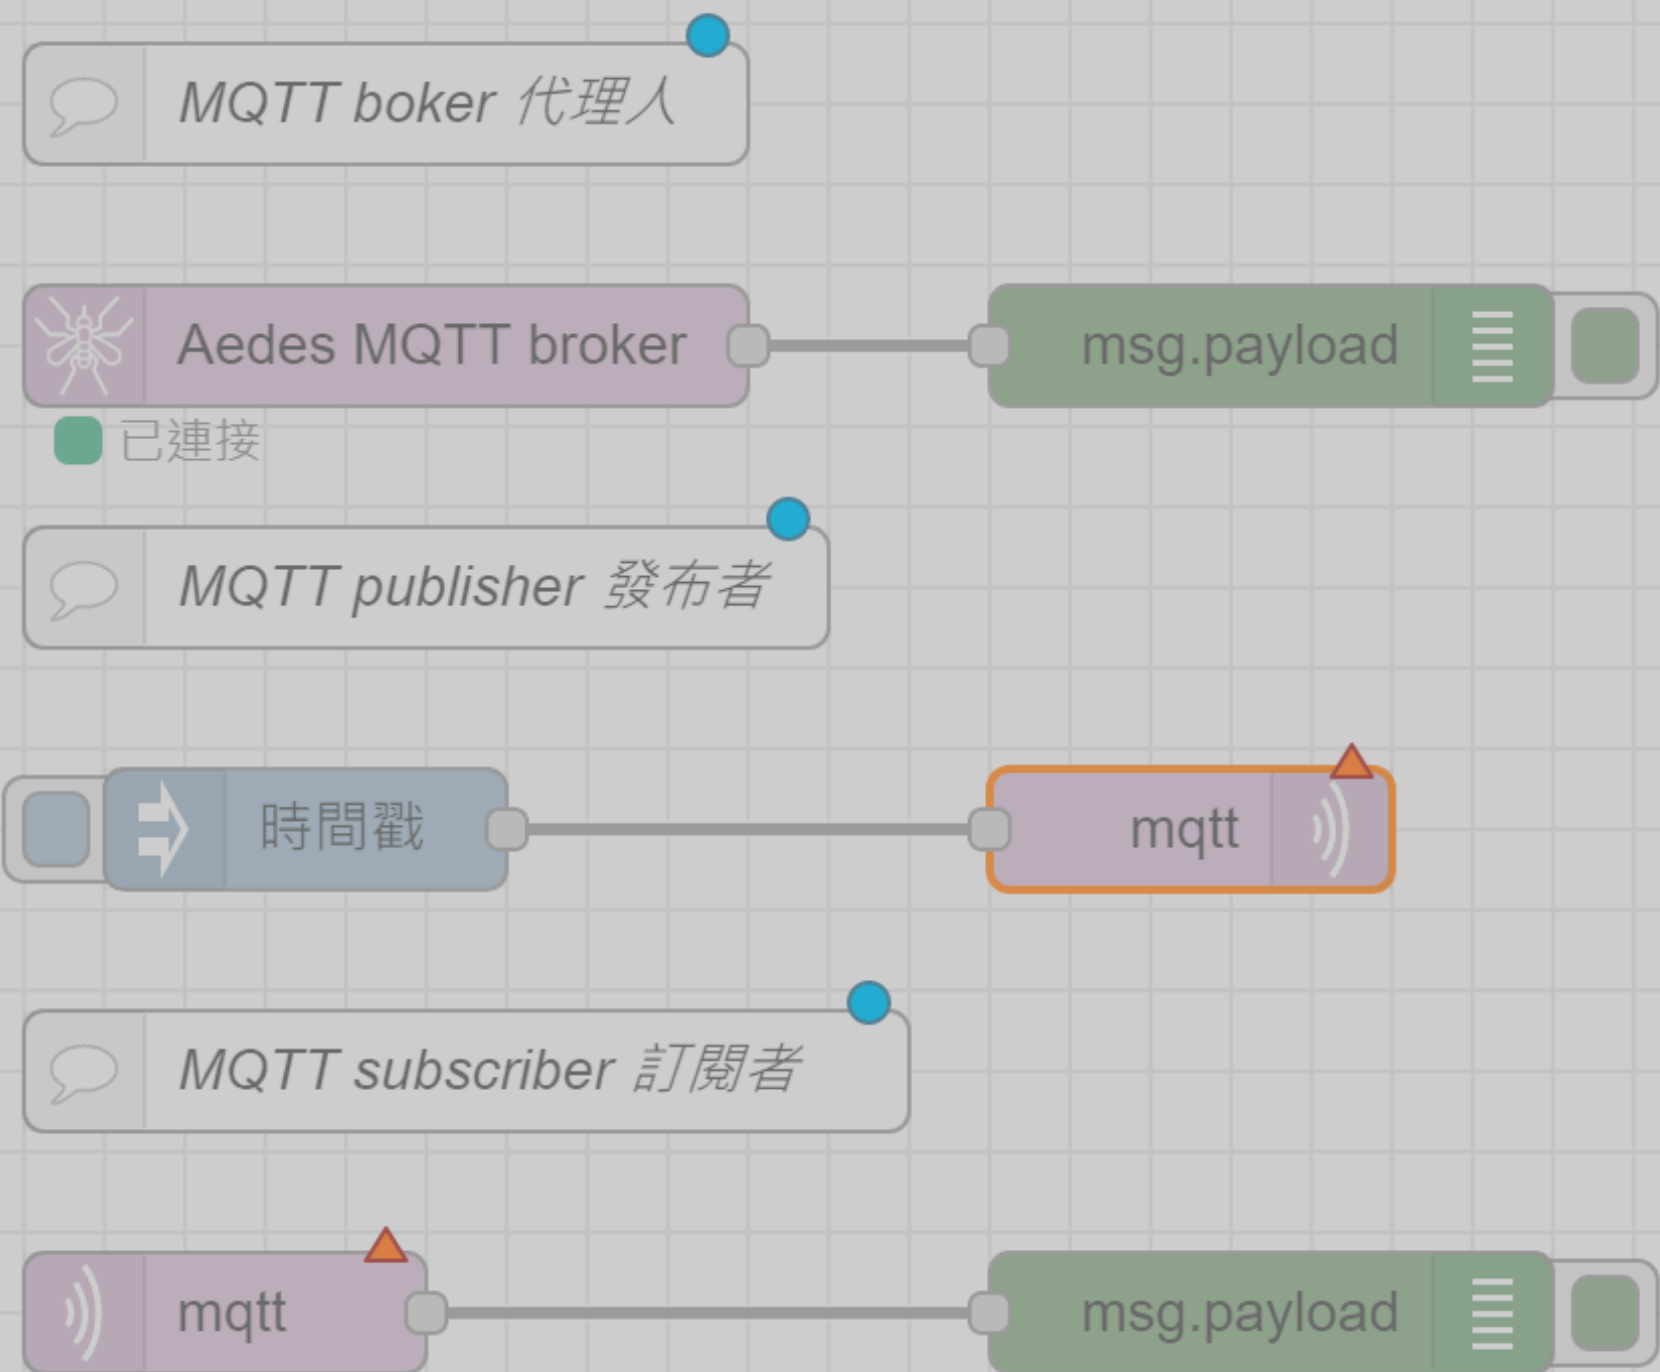 MQTT boker 代理人
Aedes MQTT broker
msg.payload
已連接
MQTT publisher 發布者
時間戳
mqtt
MQTT subscriber 訂閱者
mqtt
msg.payload